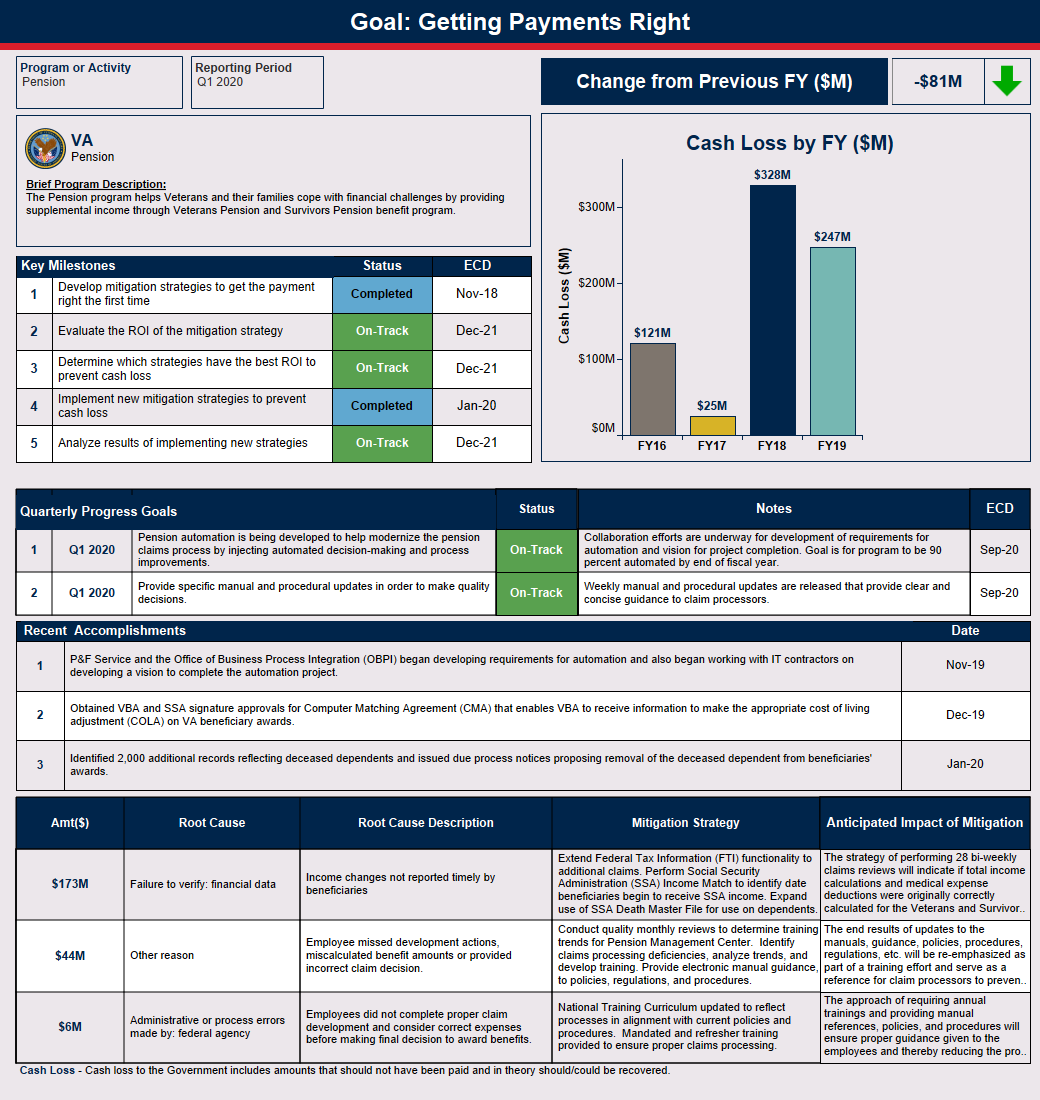 Goal: Getting Payments Right
Program or Activity
Pension
Reporting Period
Q1 2020
Change from Previous FY ($M)
-$81M
VA
Pension
Brief Program Description:
The Pension program helps Veterans and their families cope with financial challenges by providing
supplemental income through Veterans Pension and Survivors Pension benefit program.
Key Milestones Status ECD
1 Develop mitigation strategies to get the payment
right the first time Completed Nov-18
2 Evaluate the ROI of the mitigation strategy On-Track Dec-21
3 Determine which strategies have the best ROI to
prevent cash loss On-Track Dec-21
4 Implement new mitigation strategies to prevent
cash loss Completed Jan-20
5 Analyze results of implementing new strategies On-Track Dec-21
Cash Loss by FY ($M)
Cash Loss ($M)
$300M
$200M
$100M
$0M
$121M
$25M
$328M
$247M
FY16 FY17 FY18 FY19
Quarterly Progress Goals Status Notes ECD
1 Q1 2020
Pension automation is being developed to help modernize the pension
claims process by injecting automated decision-making and process
improvements.
On-Track
Collaboration efforts are underway for development of requirements for
automation and vision for project completion. Goal is for program to be 90
percent automated by end of fiscal year.
Sep-20
2 Q1 2020
Provide specific manual and procedural updates in order to make quality
decisions.
On-Track
Weekly manual and procedural updates are released that provide clear and
concise guidance to claim processors.
Sep-20
Recent Accomplishments Date
1
P&F Service and the Office of Business Process Integration (OBPI) began developing requirements for automation and also began working with IT contractors on
developing a vision to complete the automation project.
Nov-19
2
Obtained VBA and SSA signature approvals for Computer Matching Agreement (CMA) that enables VBA to receive information to make the appropriate cost of living
adjustment (COLA) on VA beneficiary awards.
Dec-19
3
Identified 2,000 additional records reflecting deceased dependents and issued due process notices proposing removal of the deceased dependent from beneficiaries'
awards.
Jan-20
Amt($) Root Cause Root Cause Description Mitigation Strategy Anticipated Impact of Mitigation
$173M
Failure to verify: financial data
Income changes not reported timely by
beneficiaries
Extend Federal Tax Information (FTI) functionality to
additional claims. Perform Social Security
Administration (SSA) Income Match to identify date
beneficiaries begin to receive SSA income. Expand
use of SSA Death Master File for use on dependents.
The strategy of performing 28 bi-weekly
claims reviews will indicate if total income
calculations and medical expense
deductions were originally correctly
calculated for the Veterans and Survivor..
$44M
Other reason
Employee missed development actions,
miscalculated benefit amounts or provided
incorrect claim decision.
Conduct quality monthly reviews to determine training
trends for Pension Management Center. Identify
claims processing deficiencies, analyze trends, and
develop training. Provide electronic manual guidance,
to policies, regulations, and procedures.
The end results of updates to the
manuals, guidance, policies, procedures,
regulations, etc. will be re-emphasized as
part of a training effort and serve as a
reference for claim processors to preven..
$6M
Administrative or process errors
made by: federal agency
Employees did not complete proper claim
development and consider correct expenses
before making final decision to award benefits.
National Training Curriculum updated to reflect
processes in alignment with current policies and
procedures. Mandated and refresher training
provided to ensure proper claims processing.
The approach of requiring annual
trainings and providing manual
references, policies, and procedures will
ensure proper guidance given to the
employees and thereby reducing the pro..
Cash Loss - Cash loss to the Government includes amounts that should not have been paid and in theory should/could be recovered.